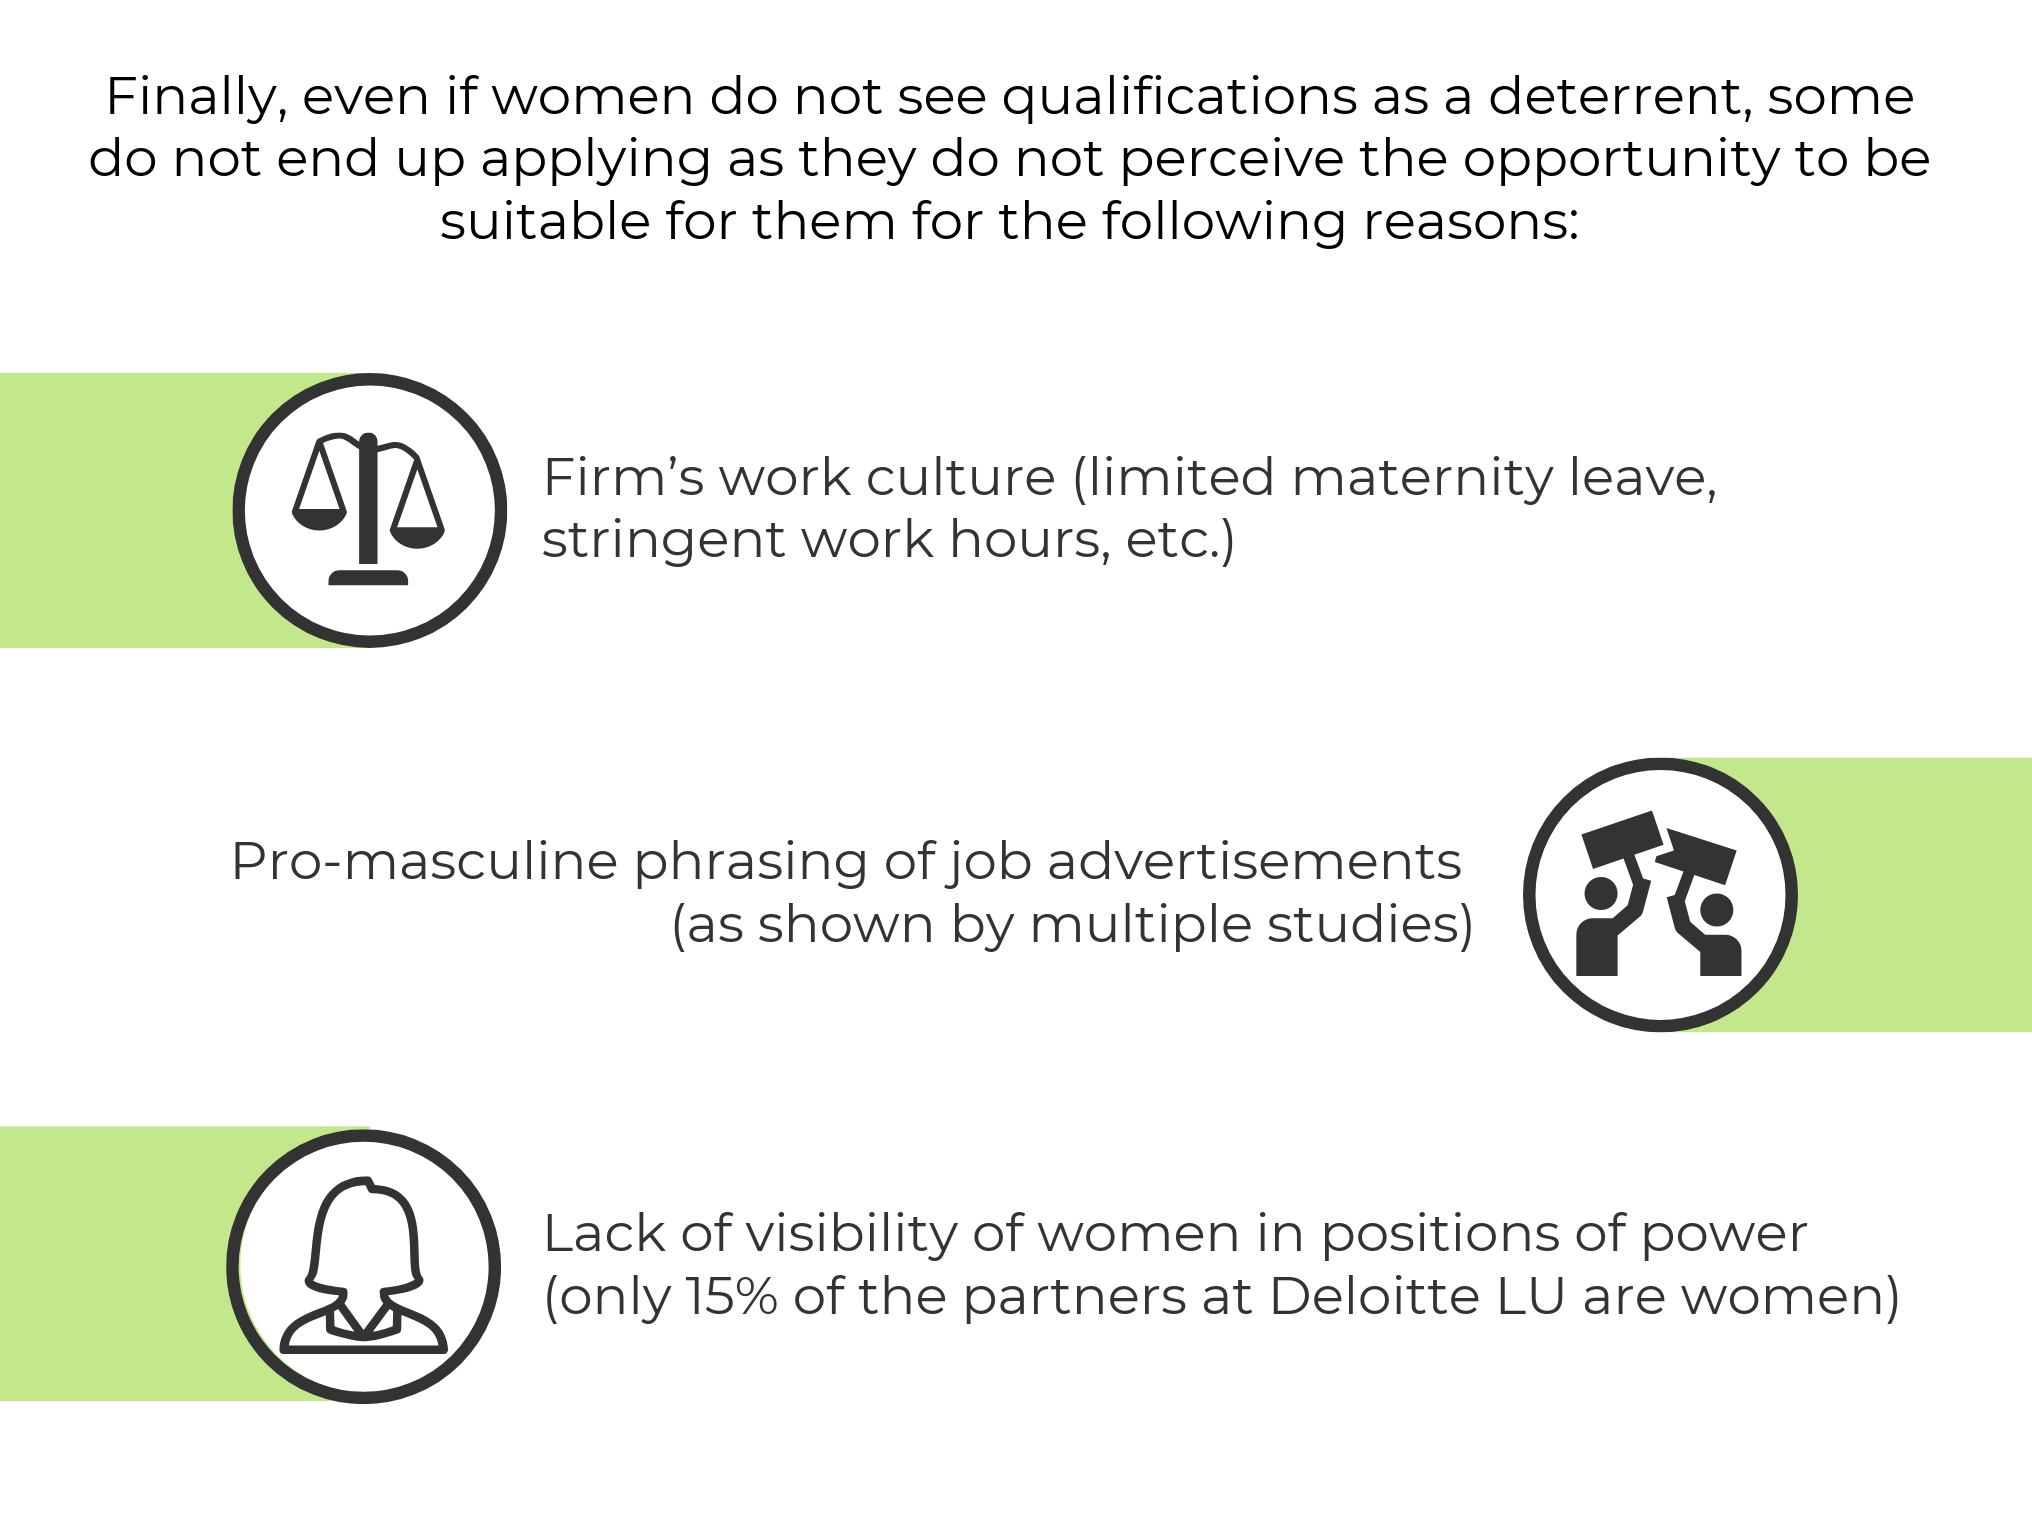 Finally, even if women do not see qualifications as a deterrent, some
do not end up applying as they do not perceive the opportunity to be
suitable for them for the following reasons:
Firm’s work culture (limited maternity leave,
stringent work hours, etc.)
Pro-masculine phrasing of job advertisements
(as shown by multiple studies)
Lack of visibility of women in positions of power
(only 15% of the partners at Deloitte LU are women)